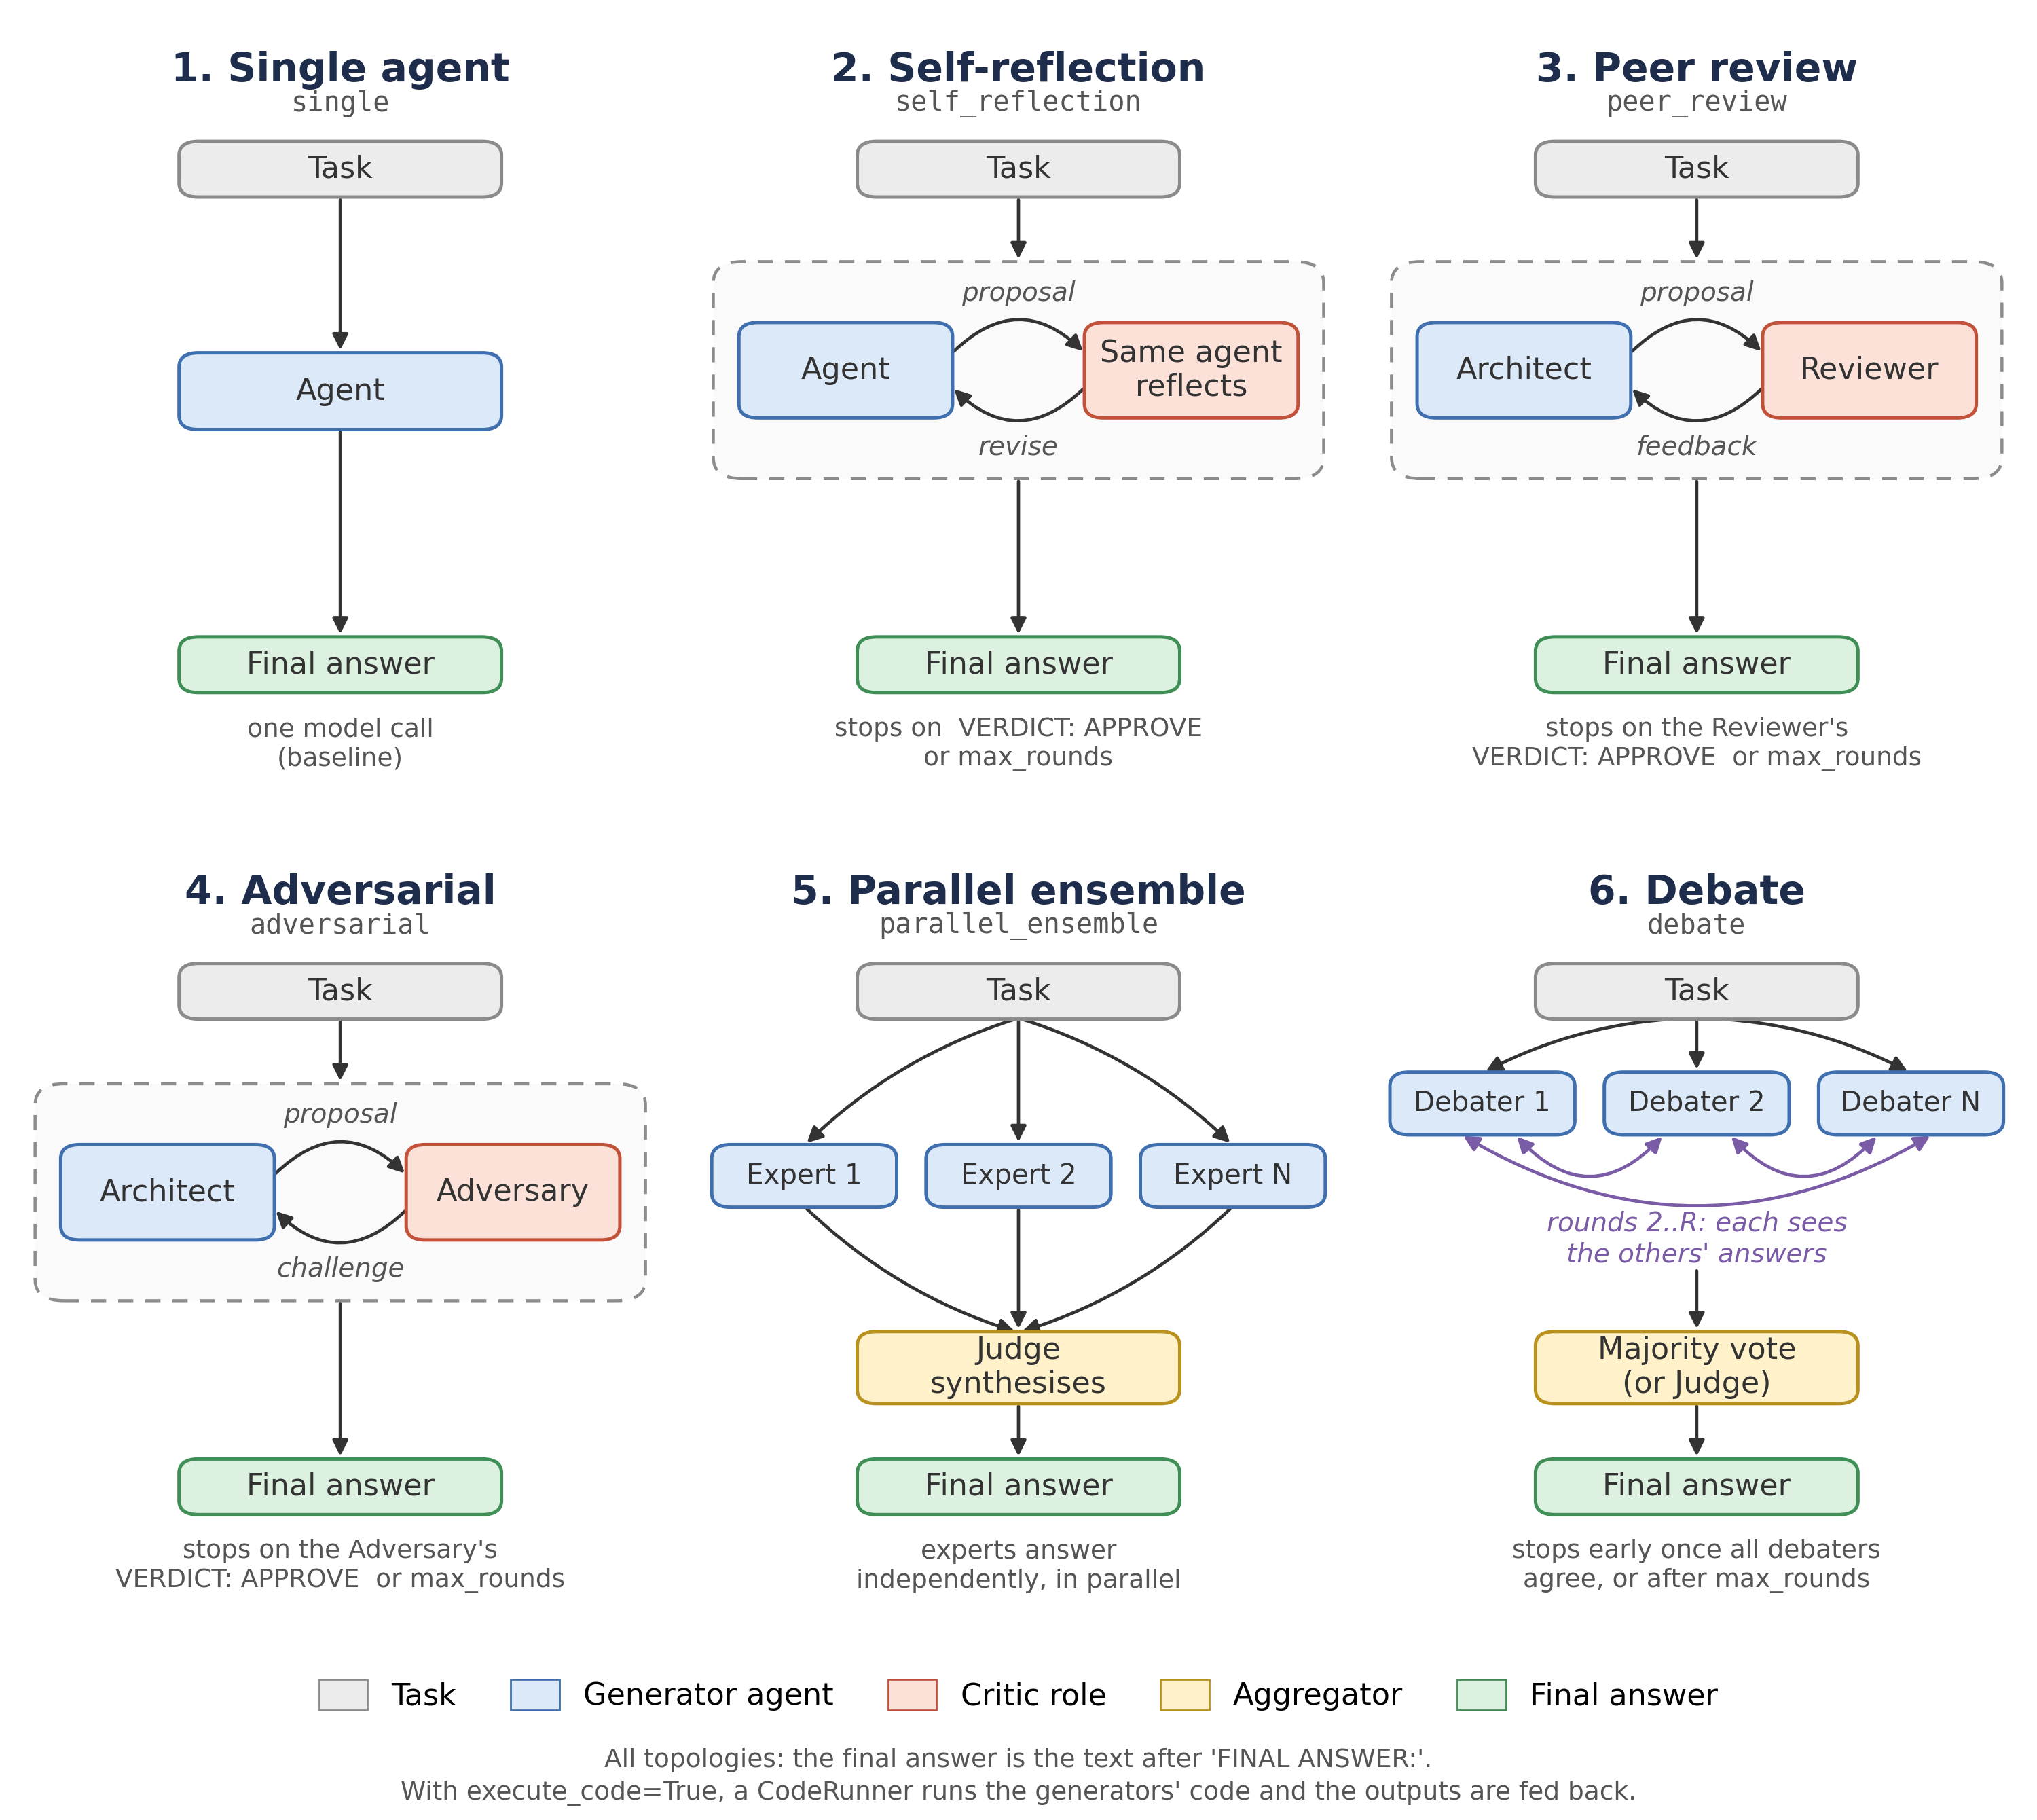 1. Single agent
single
Task
Agent
Final answer
one model call
(baseline)
2. Self-reflection
self_reflection
Task
proposal
Agent
Same agent
reflects
revise
Final answer
stops on  VERDICT: APPROVE
or max_rounds
3. Peer review
peer_review
Task
proposal
Architect
Reviewer
feedback
Final answer
stops on the Reviewer's
VERDICT: APPROVE  or max_rounds
4. Adversarial
adversarial
Task
proposal
Architect
Adversary
challenge
Final answer
stops on the Adversary's
VERDICT: APPROVE  or max_rounds
5. Parallel ensemble
parallel_ensemble
Task
Expert 1
Expert 2
Expert N
Judge
synthesises
Final answer
experts answer
independently, in parallel
6. Debate
debate
Task
Debater 1
Debater 2
Debater N
rounds 2..R: each sees
the others' answers
Majority vote
(or Judge)
Final answer
stops early once all debaters
agree, or after max_rounds
Task
Generator agent
Critic role
Aggregator
Final answer
All topologies: the final answer is the text after 'FINAL ANSWER:'.
With execute_code=True, a CodeRunner runs the generators' code and the outputs are fed back.